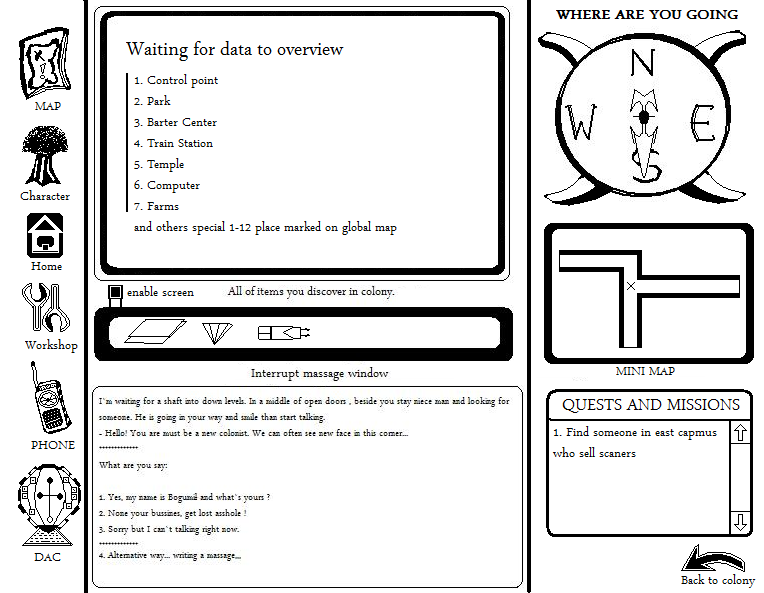 MAP
Character
Home
Workshop
PHONE
DAC
Waiting for data to overview
1. Control point
2. Park
3. Barter Center
4. Train Station
5. Temple
6. Computer
7. Farms
and others special 1-12 place marked on global map
enable screen
All of items you discover in colony.
Interrupt massage window
I'm waiting for a shaft into down levels. In a middle of open doors , beside you stay niece man and looking for
someone. He is going in your way and smile than start talking.
- Hello! You are must be a new colonist. We can often see new face in this corner...
*************
What are you say:
1. Yes, my name is Bogumił and what`s yours ?
2. None your bussines, get lost asshole !
3. Sorry but I can`t talking right now.
*************
4. Alternative way... writing a massage...
WHERE ARE YOU GOING
N
W
E
S
MINI MAP
QUESTS AND MISSIONS
1. Find someone in east capmus
who sell scaners
Back to colony